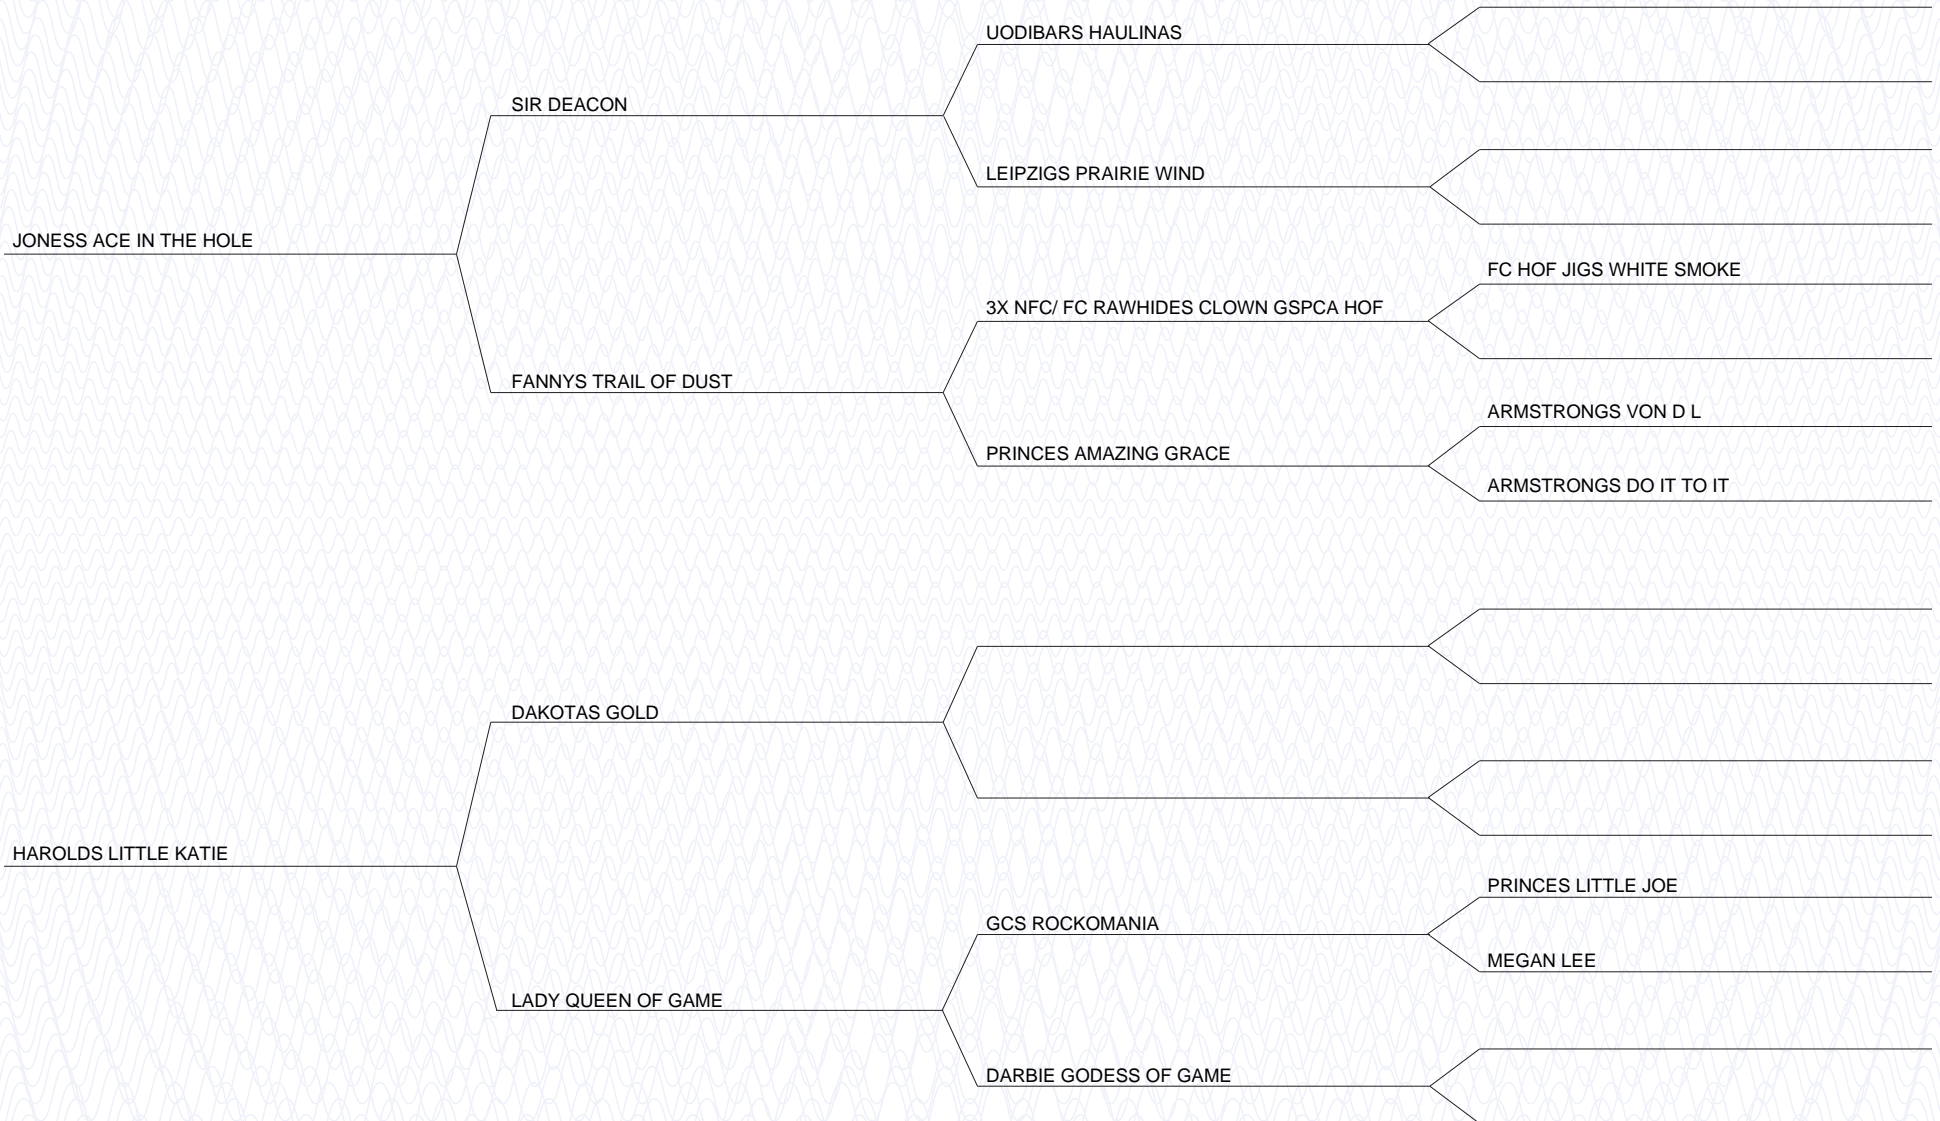 UODIBARS HAULINAS
SIR DEACON
LEIPZIGS PRAIRIE WIND
JONESS ACE IN THE HOLE
FC HOF JIGS WHITE SMOKE
3X NFC/ FC RAWHIDES CLOWN GSPCA HOF
FANNYS TRAIL OF DUST
ARMSTRONGS VON D L
PRINCES AMAZING GRACE
ARMSTRONGS DO IT TO IT
DAKOTAS GOLD
HAROLDS LITTLE KATIE
PRINCES LITTLE JOE
GCS ROCKOMANIA
MEGAN LEE
LADY QUEEN OF GAME
DARBIE GODESS OF GAME